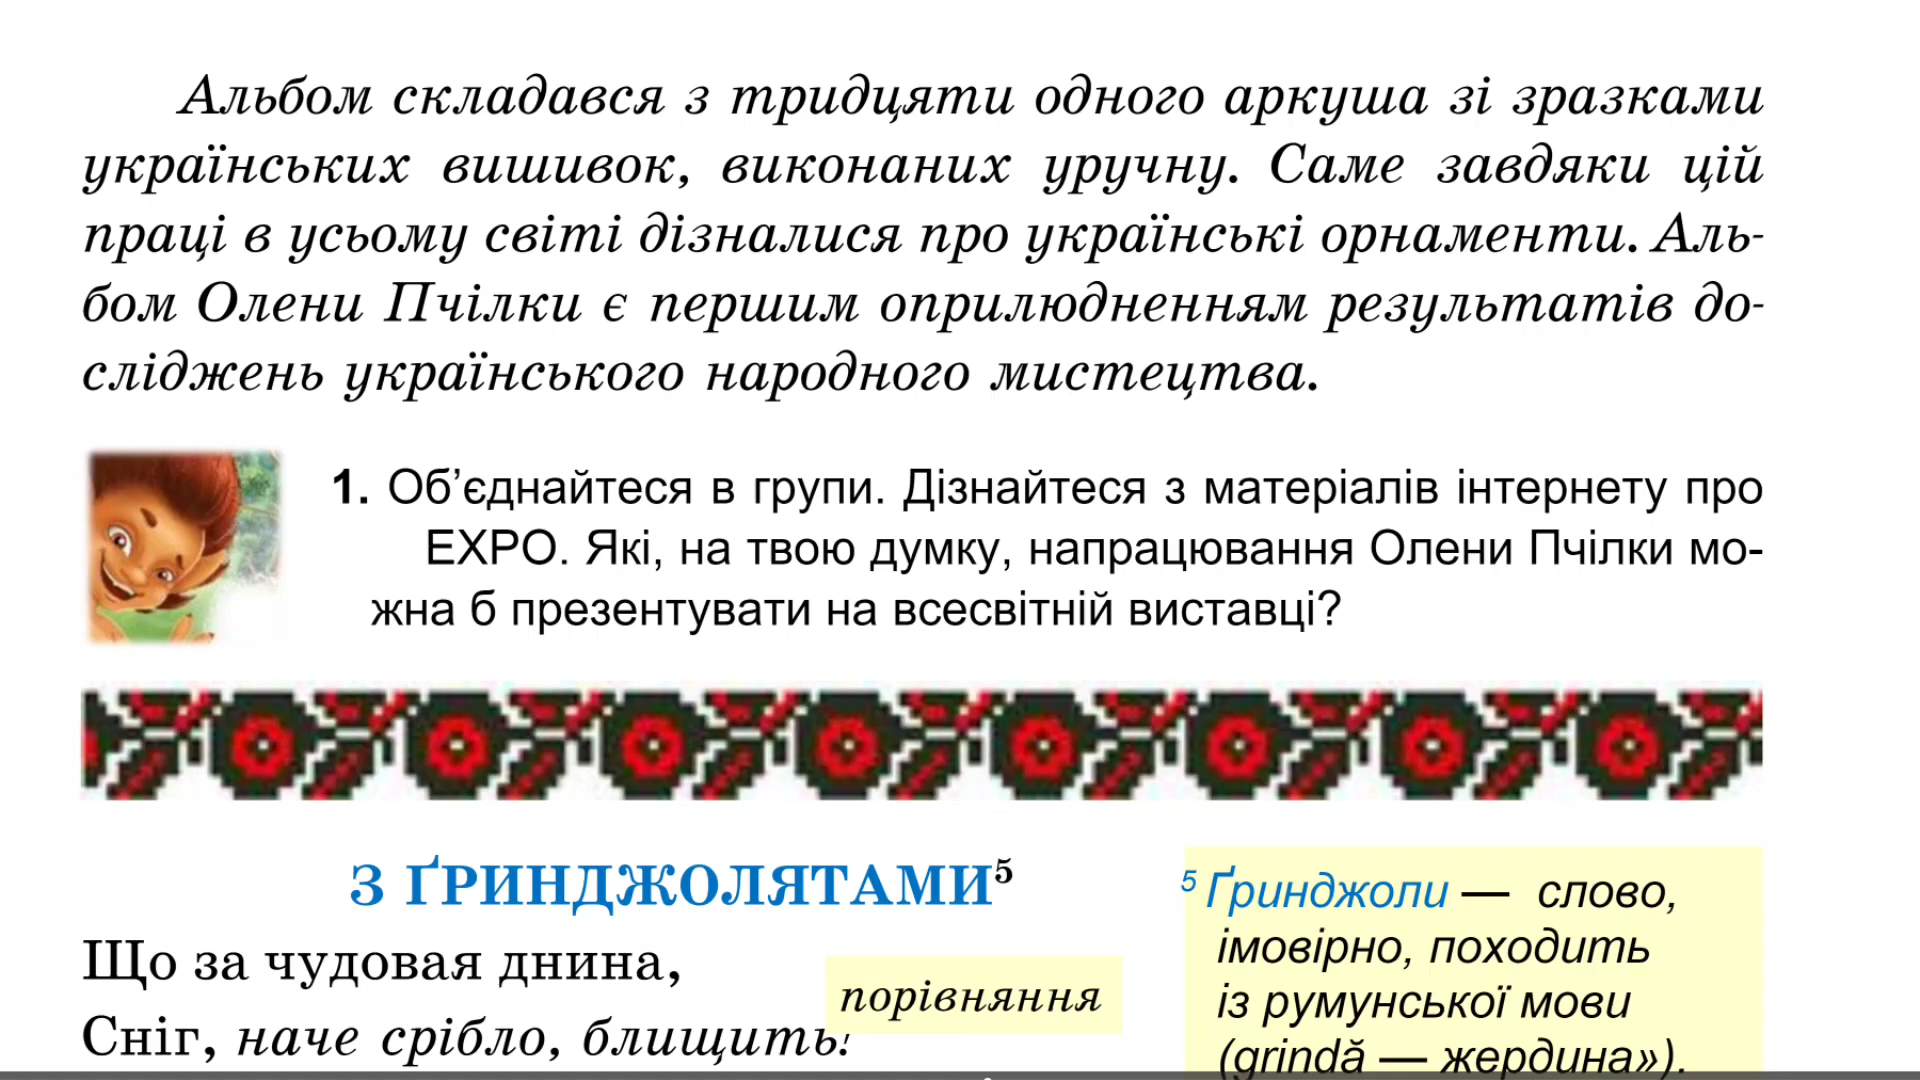 Альбом складався з тридцяти одного аркуша зі зразками
українських вишивок, виконаних уручну. Саме завдяки цій
праці в усьому світі дізналися про українські орнаменти. Аль-
бом Олени Пчілки є першим оприлюдненням результатів до-
сліджень українського народного мистецтва.
1. Об’єднайтеся в групи. Дізнайтеся з матеріалів інтернету про
EXPO. Які, на твою думку, напрацювання Олени Пчілки мо-
жна б презентувати на всесвітній виставці?
З ҐРИНДЖОЛЯТАМИ⁵
Що за чудовая днина,
Сніг, наче срібло, блищить!
порівняння
⁵ Ґринджоли — слово,
імовірно, походить
із румунської мови
(grindă — жердина»).